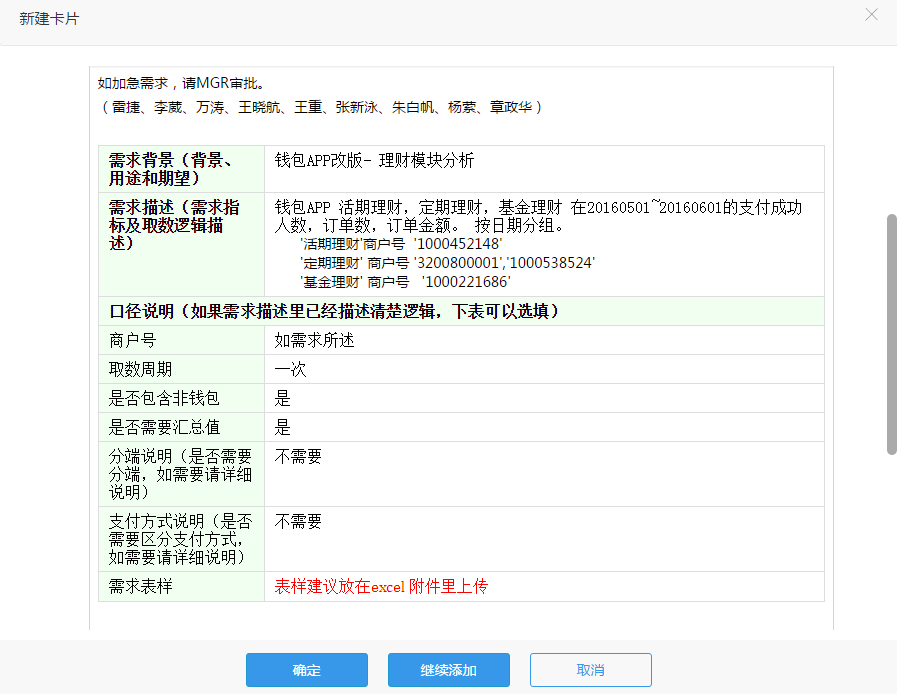 新建卡片
如加急需求，请MGR审批。
（雷捷、李葳、万涛、王晓航、王重、张新泳、朱白帆、杨萦、章政华）
需求背景（背景、
用途和期望）
钱包APP改版- 理财模块分析
需求描述（需求指
标及取数逻辑描
述）
钱包APP 活期理财，定期理财，基金理财 在20160501~20160601的支付成功
人数，订单数，订单金额。 按日期分组。
'活期理财'商户号 '1000452148'
'定期理财' 商户号 '3200800001','1000538524'
'基金理财' 商户号 '1000221686'
口径说明（如果需求描述里已经描述清楚逻辑，下表可以选填）
商户号
如需求所述
取数周期
一次
是否包含非钱包
是
是否需要汇总值
是
分端说明（是否需要
分端，如需要请详细
说明）
不需要
支付方式说明（是否
需要区分支付方式，
如需要请详细说明）
不需要
需求表样
表样建议放在excel 附件里上传
确定
继续添加
取消